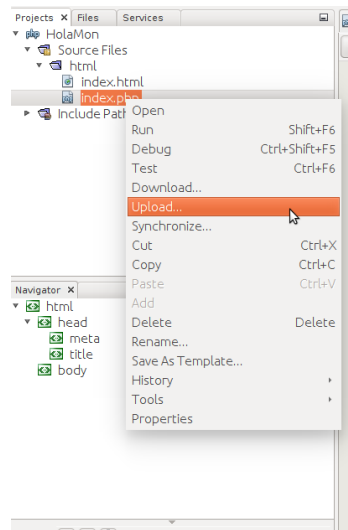 Projects Files Services
HolaMon
Source Files
html
index.html
index.php
Include Path
Open
Run Shift+F6
Debug Ctrl+Shift+F5
Test Ctrl+F6
Download...
Upload...
Synchronize...
Cut Ctrl+X
Copy Ctrl+C
Paste Ctrl+V
Add
Delete Delete
Rename...
Save As Template...
History
Tools
Properties
Navigator
html
head
meta
title
body